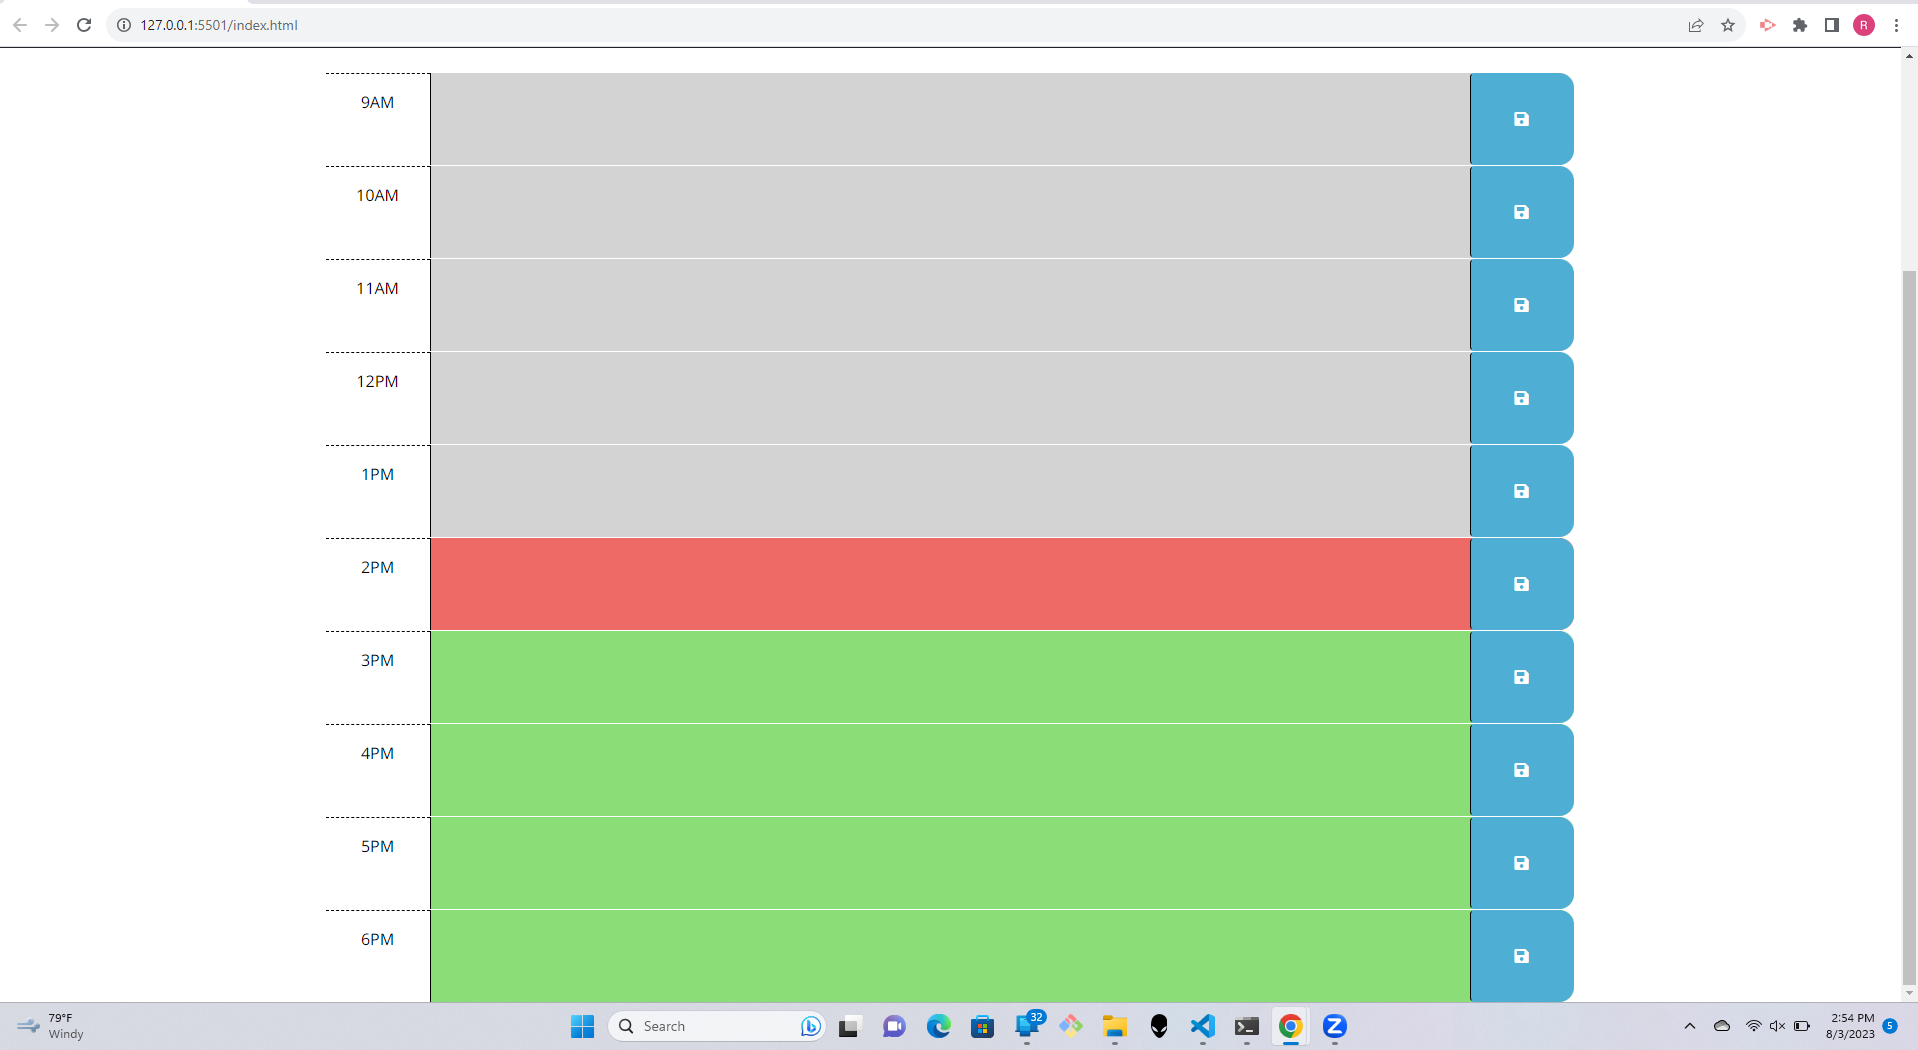 127.0.0.1:5501/index.html
R
9AM
10AM
11AM
12PM
1PM
2PM
3PM
4PM
5PM
6PM
79°F
Windy
Search
32
Z
2:54 PM
8/3/2023
5